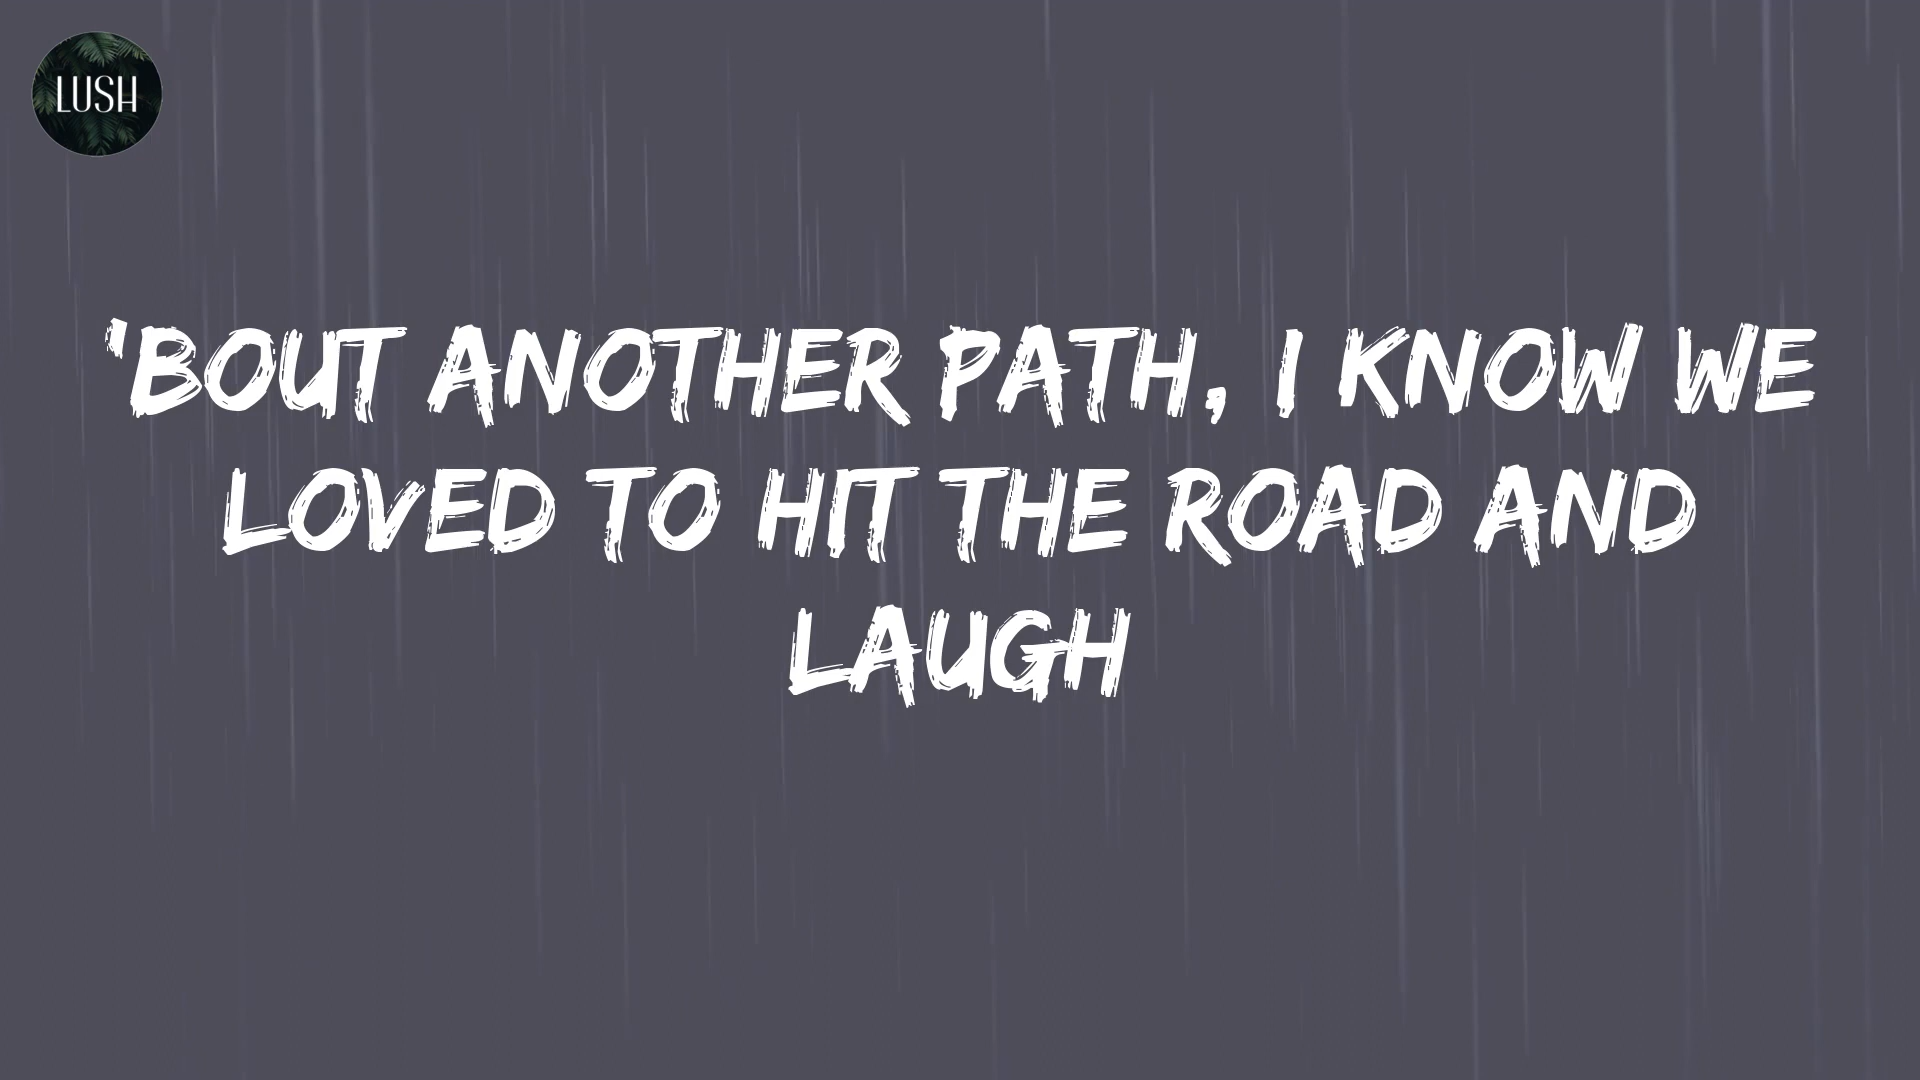 LUSH
'BOUT ANOTHER PATH, I KNOW WE
LOVED TO HIT THE ROAD AND
LAUGH